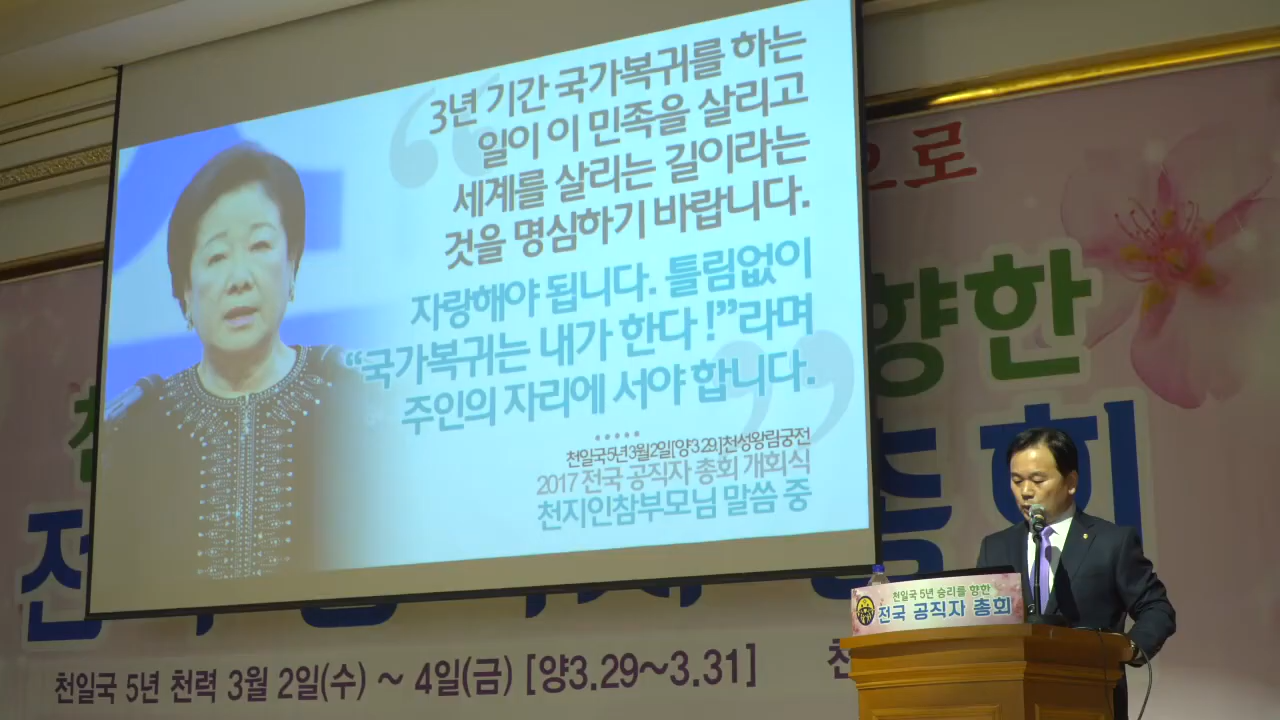 3년 기간 국가복귀를 하는
일이 이 민족을 살리고
세계를 살리는 길이라는
것을 명심하기 바랍니다.
자랑해야 됩니다. 틀림없이
“국가복귀는 내가 한다 !”라며
주인의 자리에 서야 합니다.
천일국 5년 3월 2일[양3.29.] 천성왕림궁전
2017 전국 공직자 총회 개회식
천지인참부모님 말씀 중
으로
향한
전
총회
천일국 5년 천력 3월 2일(수) ~ 4일(금) [양3.29~3.31]
천일국 5년 승리를 향한
전국 공직자 총회